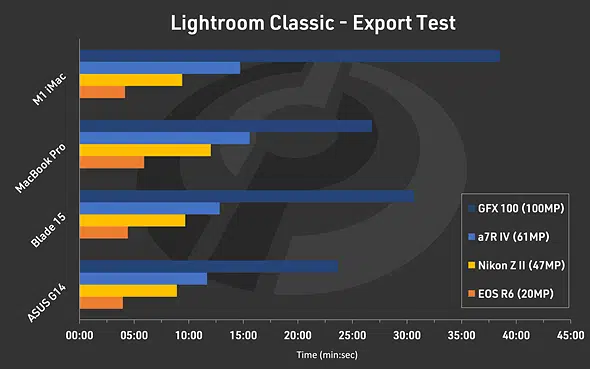 Lightroom Classic - Export Test
M1 iMac
MacBook Pro
Blade 15
ASUS G14
GFX 100 (100MP)
a7R IV (61MP)
Nikon Z II (47MP)
EOS R6 (20MP)
00:00 05:00 10:00 15:00 20:00 25:00 30:00 35:00 40:00 45:00
Time (min:sec)